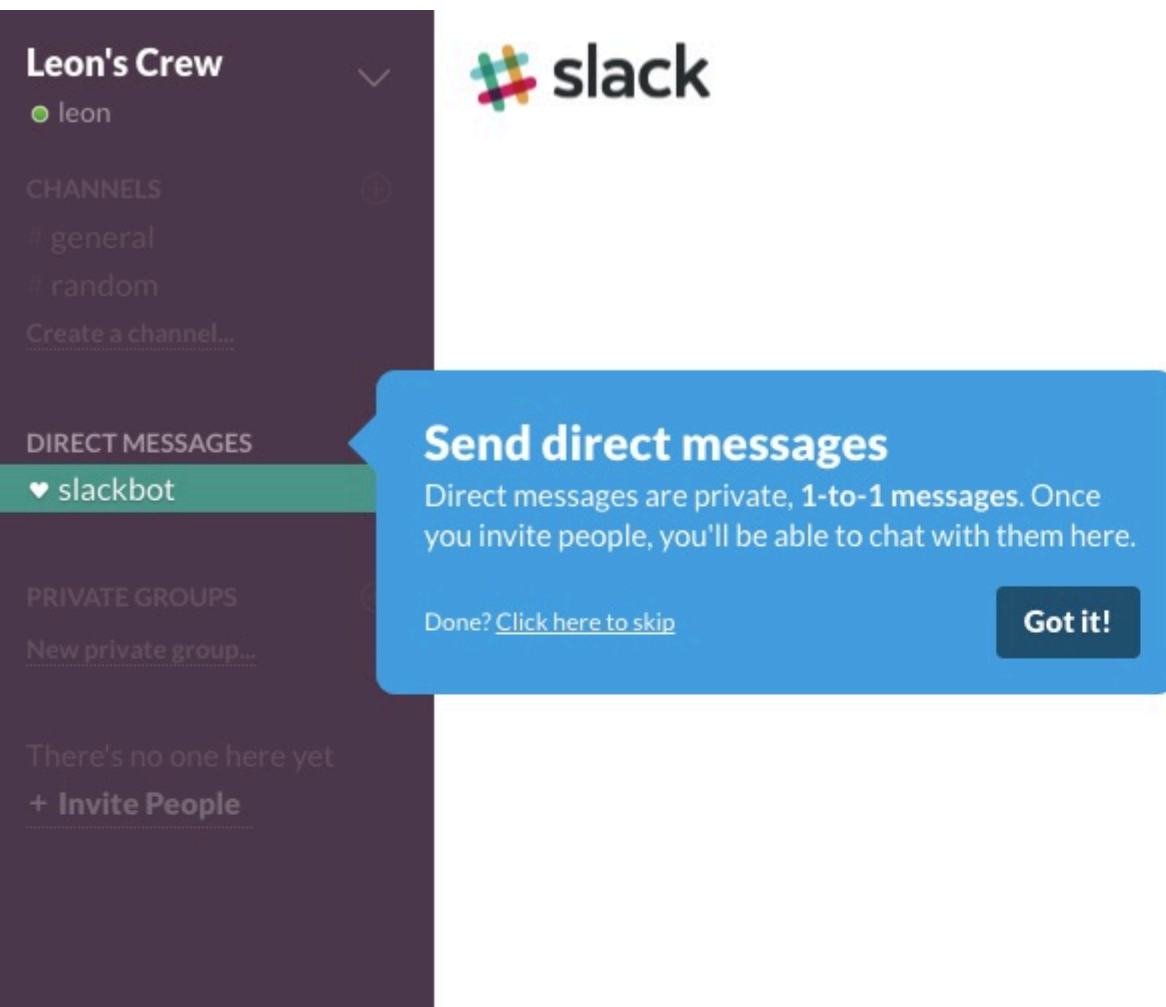 Leon's Crew
leon
CHANNELS
# general
# random
Create a channel...
DIRECT MESSAGES
slackbot
PRIVATE GROUPS
New private group...
There's no one here yet
+ Invite People
slack
Send direct messages
Direct messages are private, 1-to-1 messages. Once
you invite people, you'll be able to chat with them here.
Done? Click here to skip
Got it!